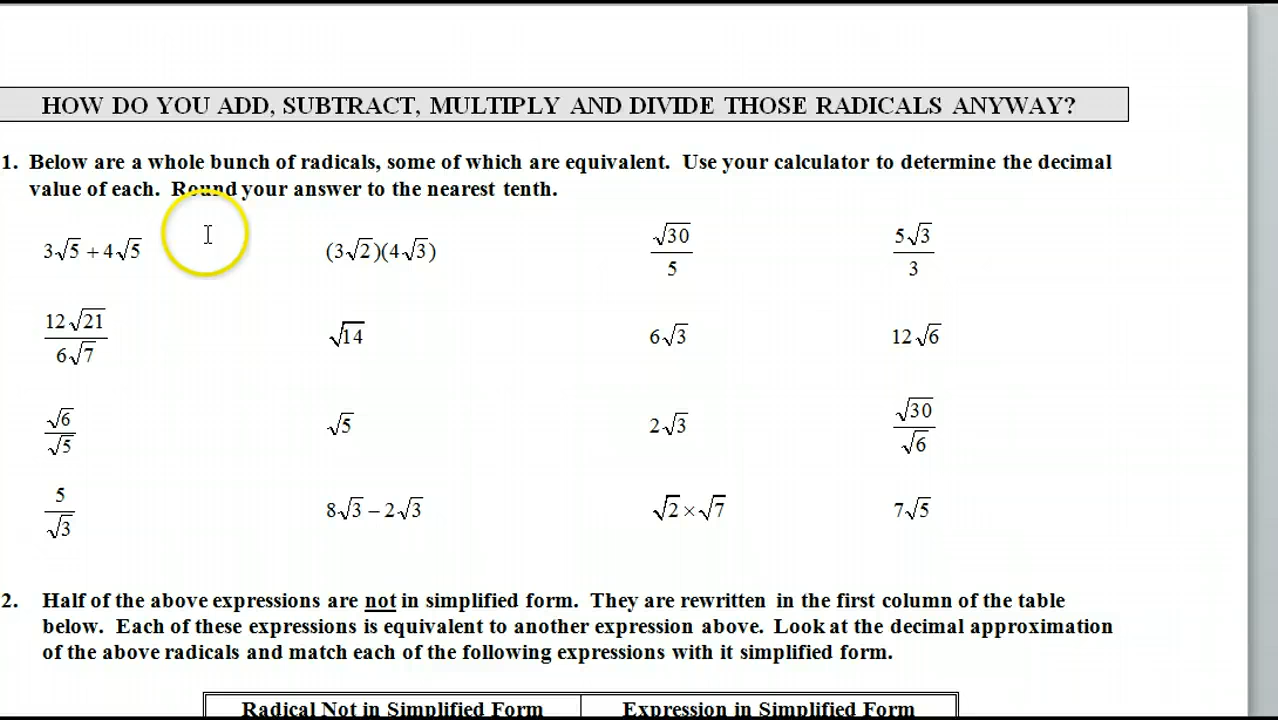 HOW DO YOU ADD, SUBTRACT, MULTIPLY AND DIVIDE THOSE RADICALS ANYWAY?
1. Below are a whole bunch of radicals, some of which are equivalent. Use your calculator to determine the decimal
value of each. Round your answer to the nearest tenth.
3√5 + 4√5 (3√2)(4√3) √30/5 5√3/3
12√21/6√7 √14 6√3 12√6
√6/√5 √5 2√3 √30/√6
5/√3 8√3 − 2√3 √2 × √7 7√5
2. Half of the above expressions are not in simplified form. They are rewritten in the first column of the table
below. Each of these expressions is equivalent to another expression above. Look at the decimal approximation
of the above radicals and match each of the following expressions with it simplified form.
Radical Not in Simplified Form Expression in Simplified Form